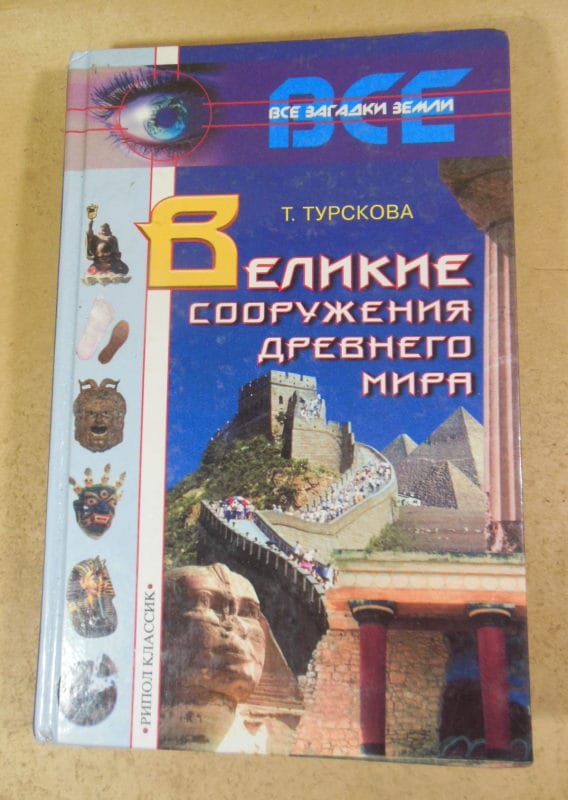 ВСЕ
ВСЕ ЗАГАДКИ ЗЕМЛИ
Т. ТУРСКОВА
ВЕЛИКИЕ
СООРУЖЕНИЯ
ДРЕВНЕГО
МИРА
•РИПОЛ КЛАССИК•